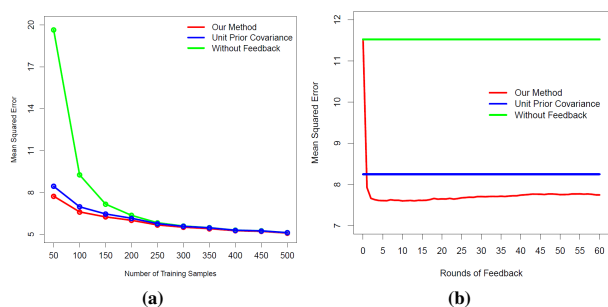 Our Method
Unit Prior Covariance
Without Feedback
Mean Squared Error
20
17
14
11
8
5
50 100 150 200 250 300 350 400 450 500
Number of Training Samples
(a)
Our Method
Unit Prior Covariance
Without Feedback
Mean Squared Error
12
11
10
9
8
7
0 5 10 15 20 25 30 35 40 45 50 55 60
Rounds of Feedback
(b)